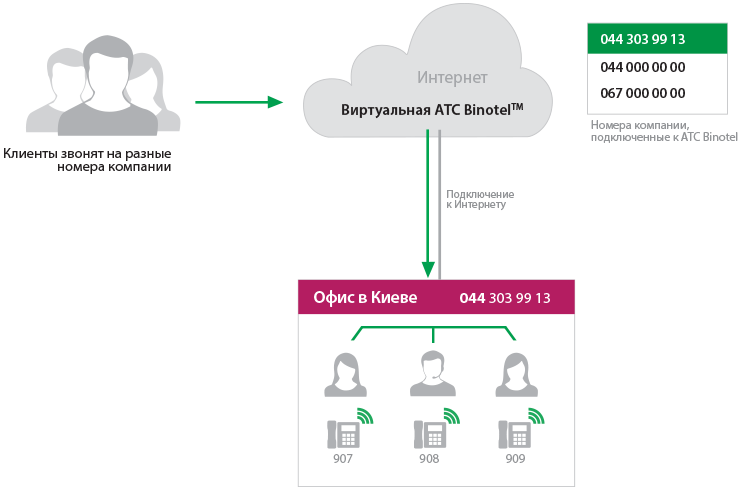 Клиенты звонят на разные
номера компании
Интернет
Виртуальная АТС Binotel™
044 303 99 13
044 000 00 00
067 000 00 00
Номера компании,
подключенные к АТС Binotel
Подключение
к Интернету
Офис в Киеве 044 303 99 13
907 908 909